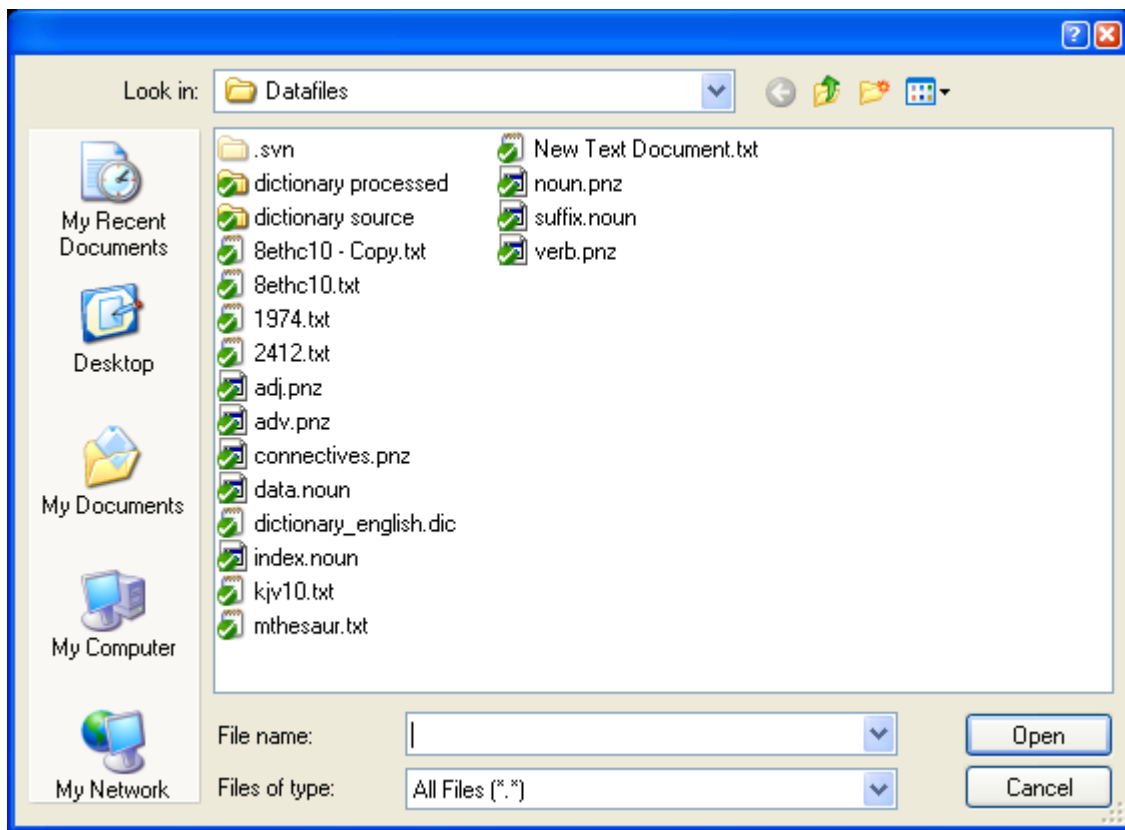 Look in:
Datafiles
My Recent
Documents
Desktop
My Documents
My Computer
My Network
.svn
dictionary processed
dictionary source
8ethc10 - Copy.txt
8ethc10.txt
1974.txt
2412.txt
adj.pnz
adv.pnz
connectives.pnz
data.noun
dictionary_english.dic
index.noun
kjv10.txt
mthesaur.txt
New Text Document.txt
noun.pnz
suffix.noun
verb.pnz
File name:
Open
Files of type:
All Files (*.*)
Cancel